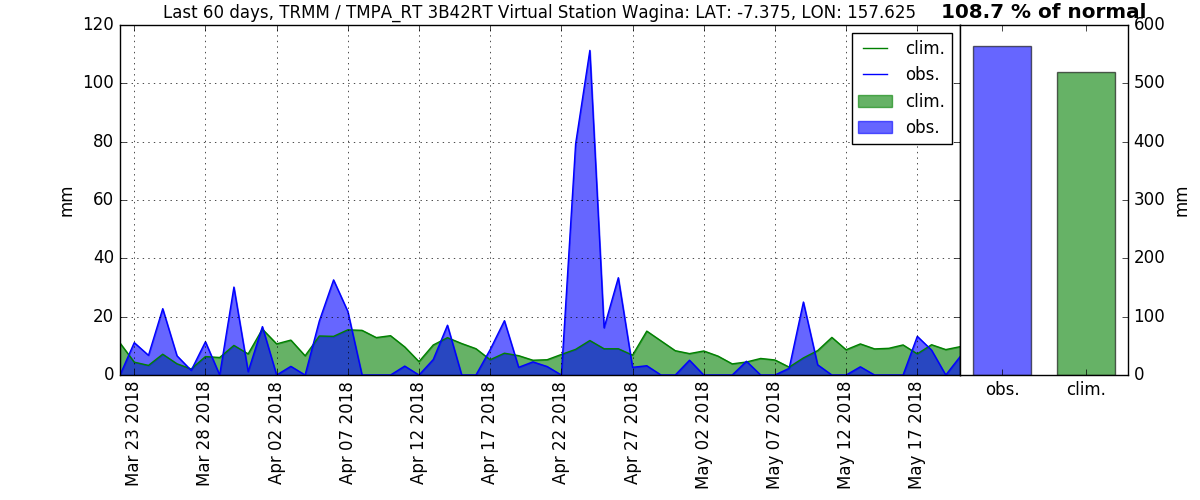 Last 60 days, TRMM / TMPA_RT 3B42RT Virtual Station Wagina: LAT: -7.375, LON: 157.625
108.7 % of normal
120
100
80
60
40
20
0
mm
clim.
obs.
clim.
obs.
Mar 23 2018
Mar 28 2018
Apr 02 2018
Apr 07 2018
Apr 12 2018
Apr 17 2018
Apr 22 2018
Apr 27 2018
May 02 2018
May 07 2018
May 12 2018
May 17 2018
600
500
400
300
200
100
0
mm
obs.
clim.